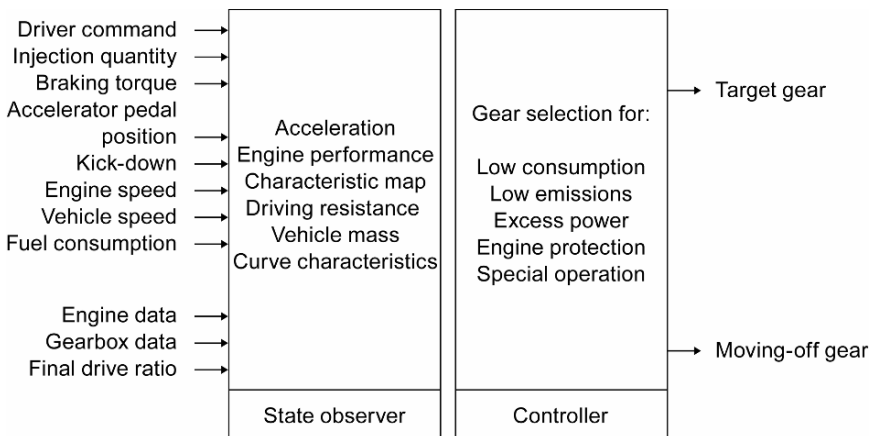 Driver command
Injection quantity
Braking torque
Accelerator pedal
position
Kick-down
Engine speed
Vehicle speed
Fuel consumption
Engine data
Gearbox data
Final drive ratio
Acceleration
Engine performance
Characteristic map
Driving resistance
Vehicle mass
Curve characteristics
State observer
Gear selection for:
Low consumption
Low emissions
Excess power
Engine protection
Special operation
Controller
Target gear
Moving-off gear